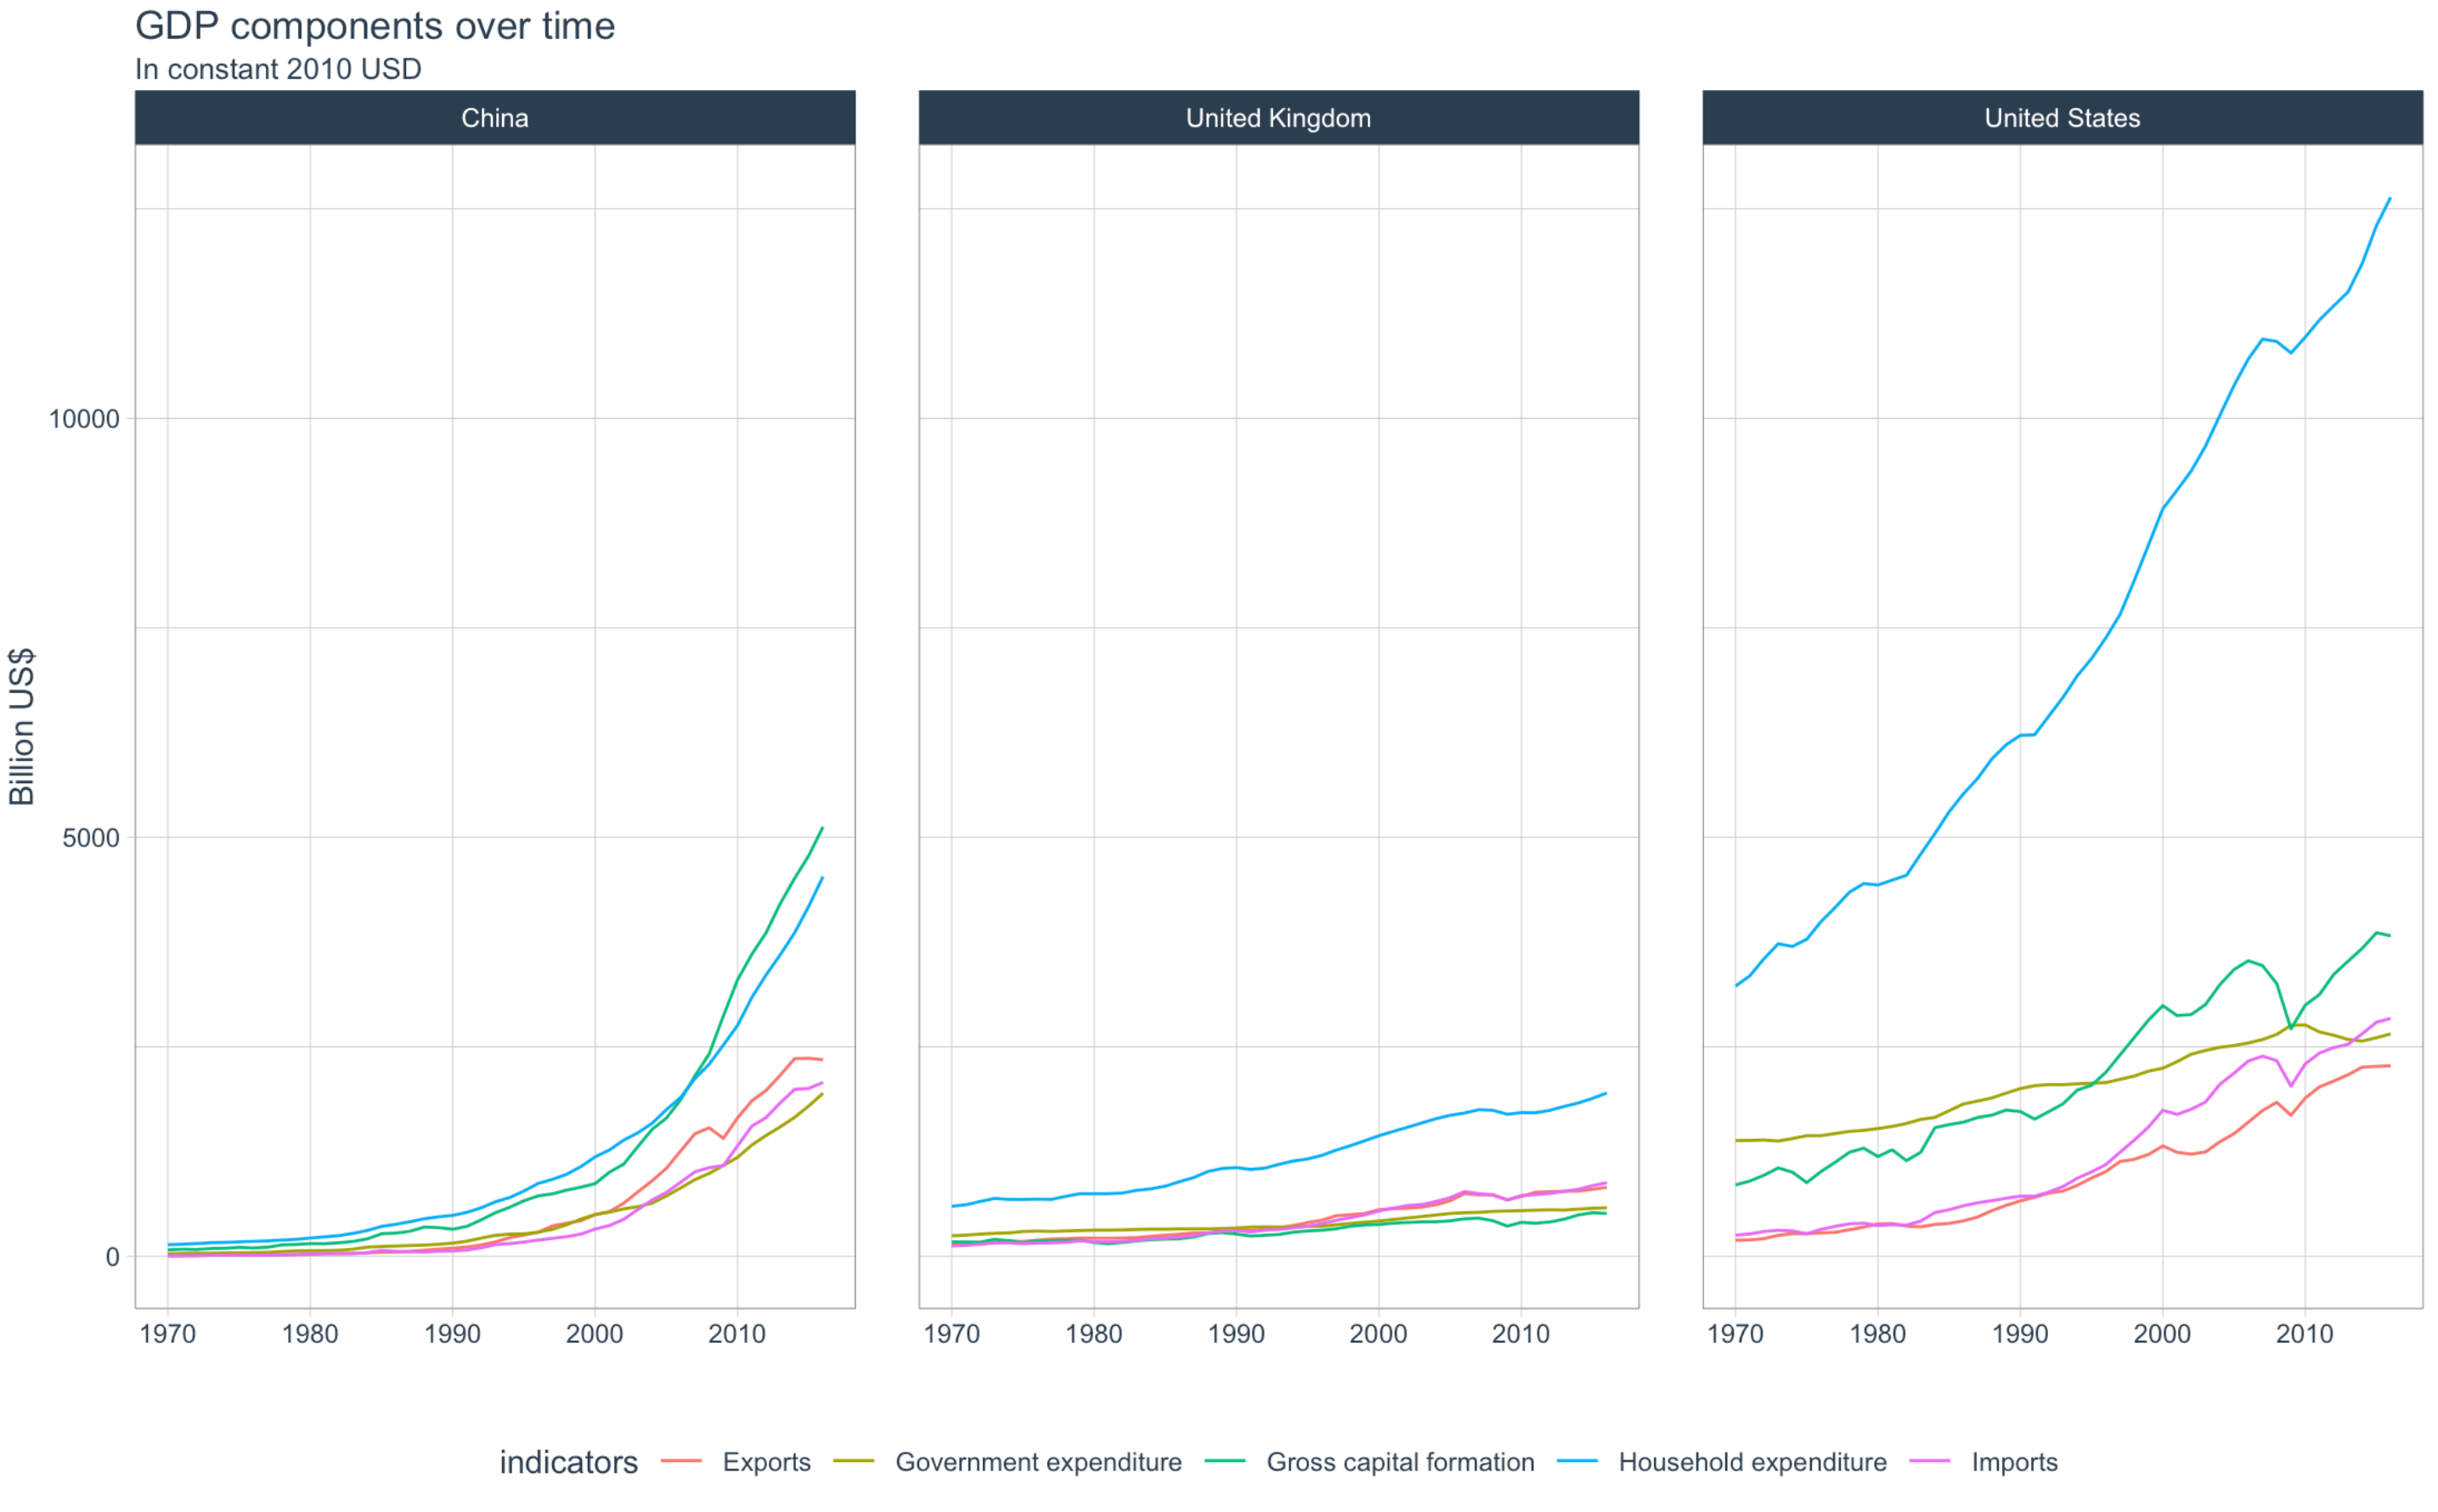 GDP components over time
In constant 2010 USD
China
United Kingdom
United States
Billion US$
10000
5000
0
1970 1980 1990 2000 2010
1970 1980 1990 2000 2010
1970 1980 1990 2000 2010
indicators Exports Government expenditure Gross capital formation Household expenditure Imports